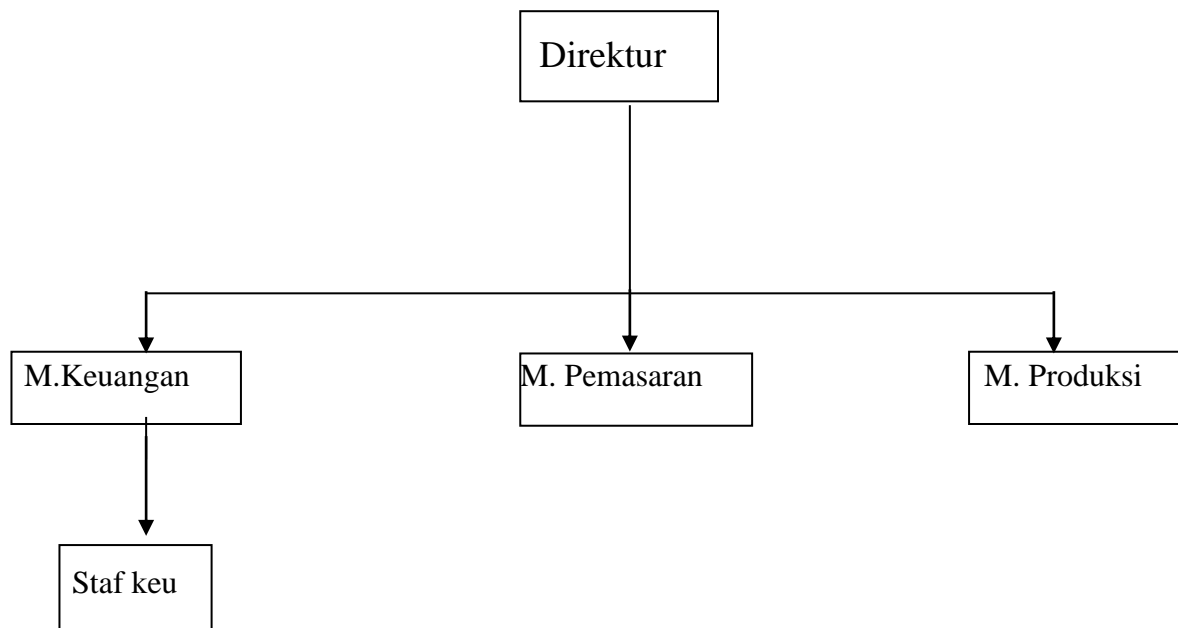 Direktur
M.Keuangan
M. Pemasaran
M. Produksi
Staf keu